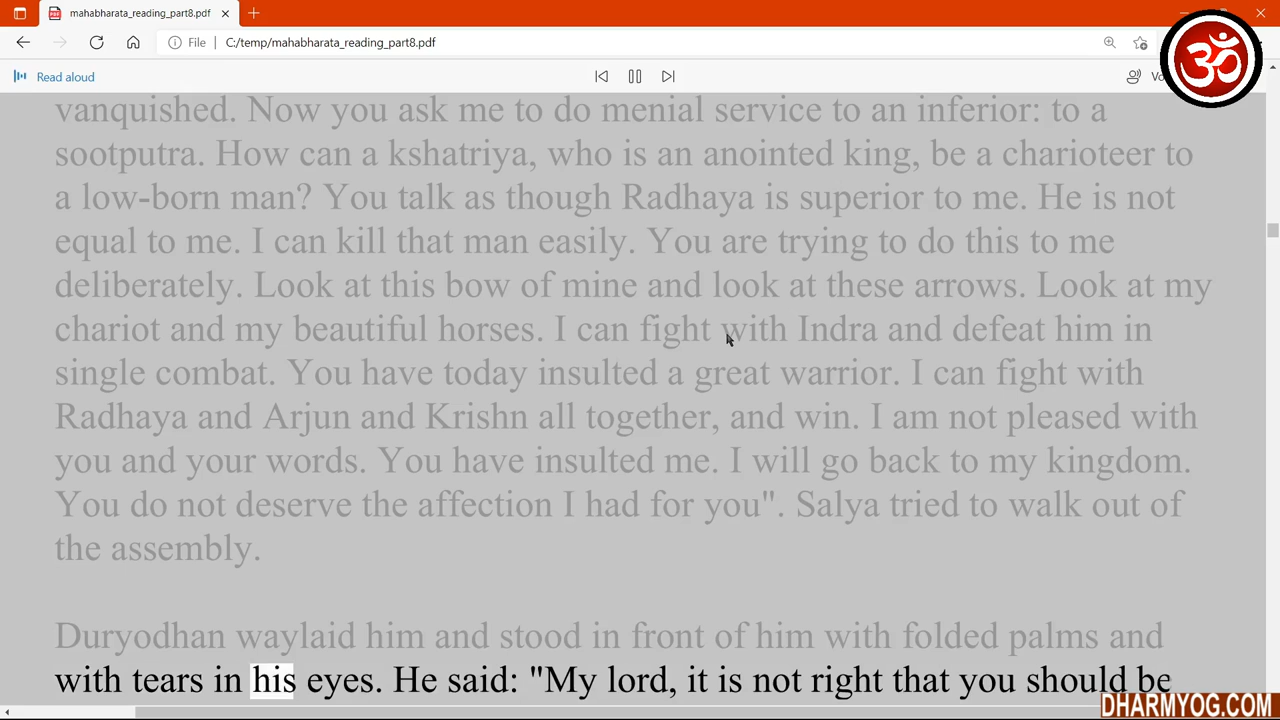 mahabharata_reading_part8.pdf
File
C:/temp/mahabharata_reading_part8.pdf
ॐ
Read aloud
vanquished. Now you ask me to do menial service to an inferior: to a
sootputra. How can a kshatriya, who is an anointed king, be a charioteer to
a low-born man? You talk as though Radhaya is superior to me. He is not
equal to me. I can kill that man easily. You are trying to do this to me
deliberately. Look at this bow of mine and look at these arrows. Look at my
chariot and my beautiful horses. I can fight with Indra and defeat him in
single combat. You have today insulted a great warrior. I can fight with
Radhaya and Arjun and Krishn all together, and win. I am not pleased with
you and your words. You have insulted me. I will go back to my kingdom.
You do not deserve the affection I had for you". Salya tried to walk out of
the assembly.
Duryodhan waylaid him and stood in front of him with folded palms and
with tears in his eyes. He said: "My lord, it is not right that you should be
DHARMYOG.COM